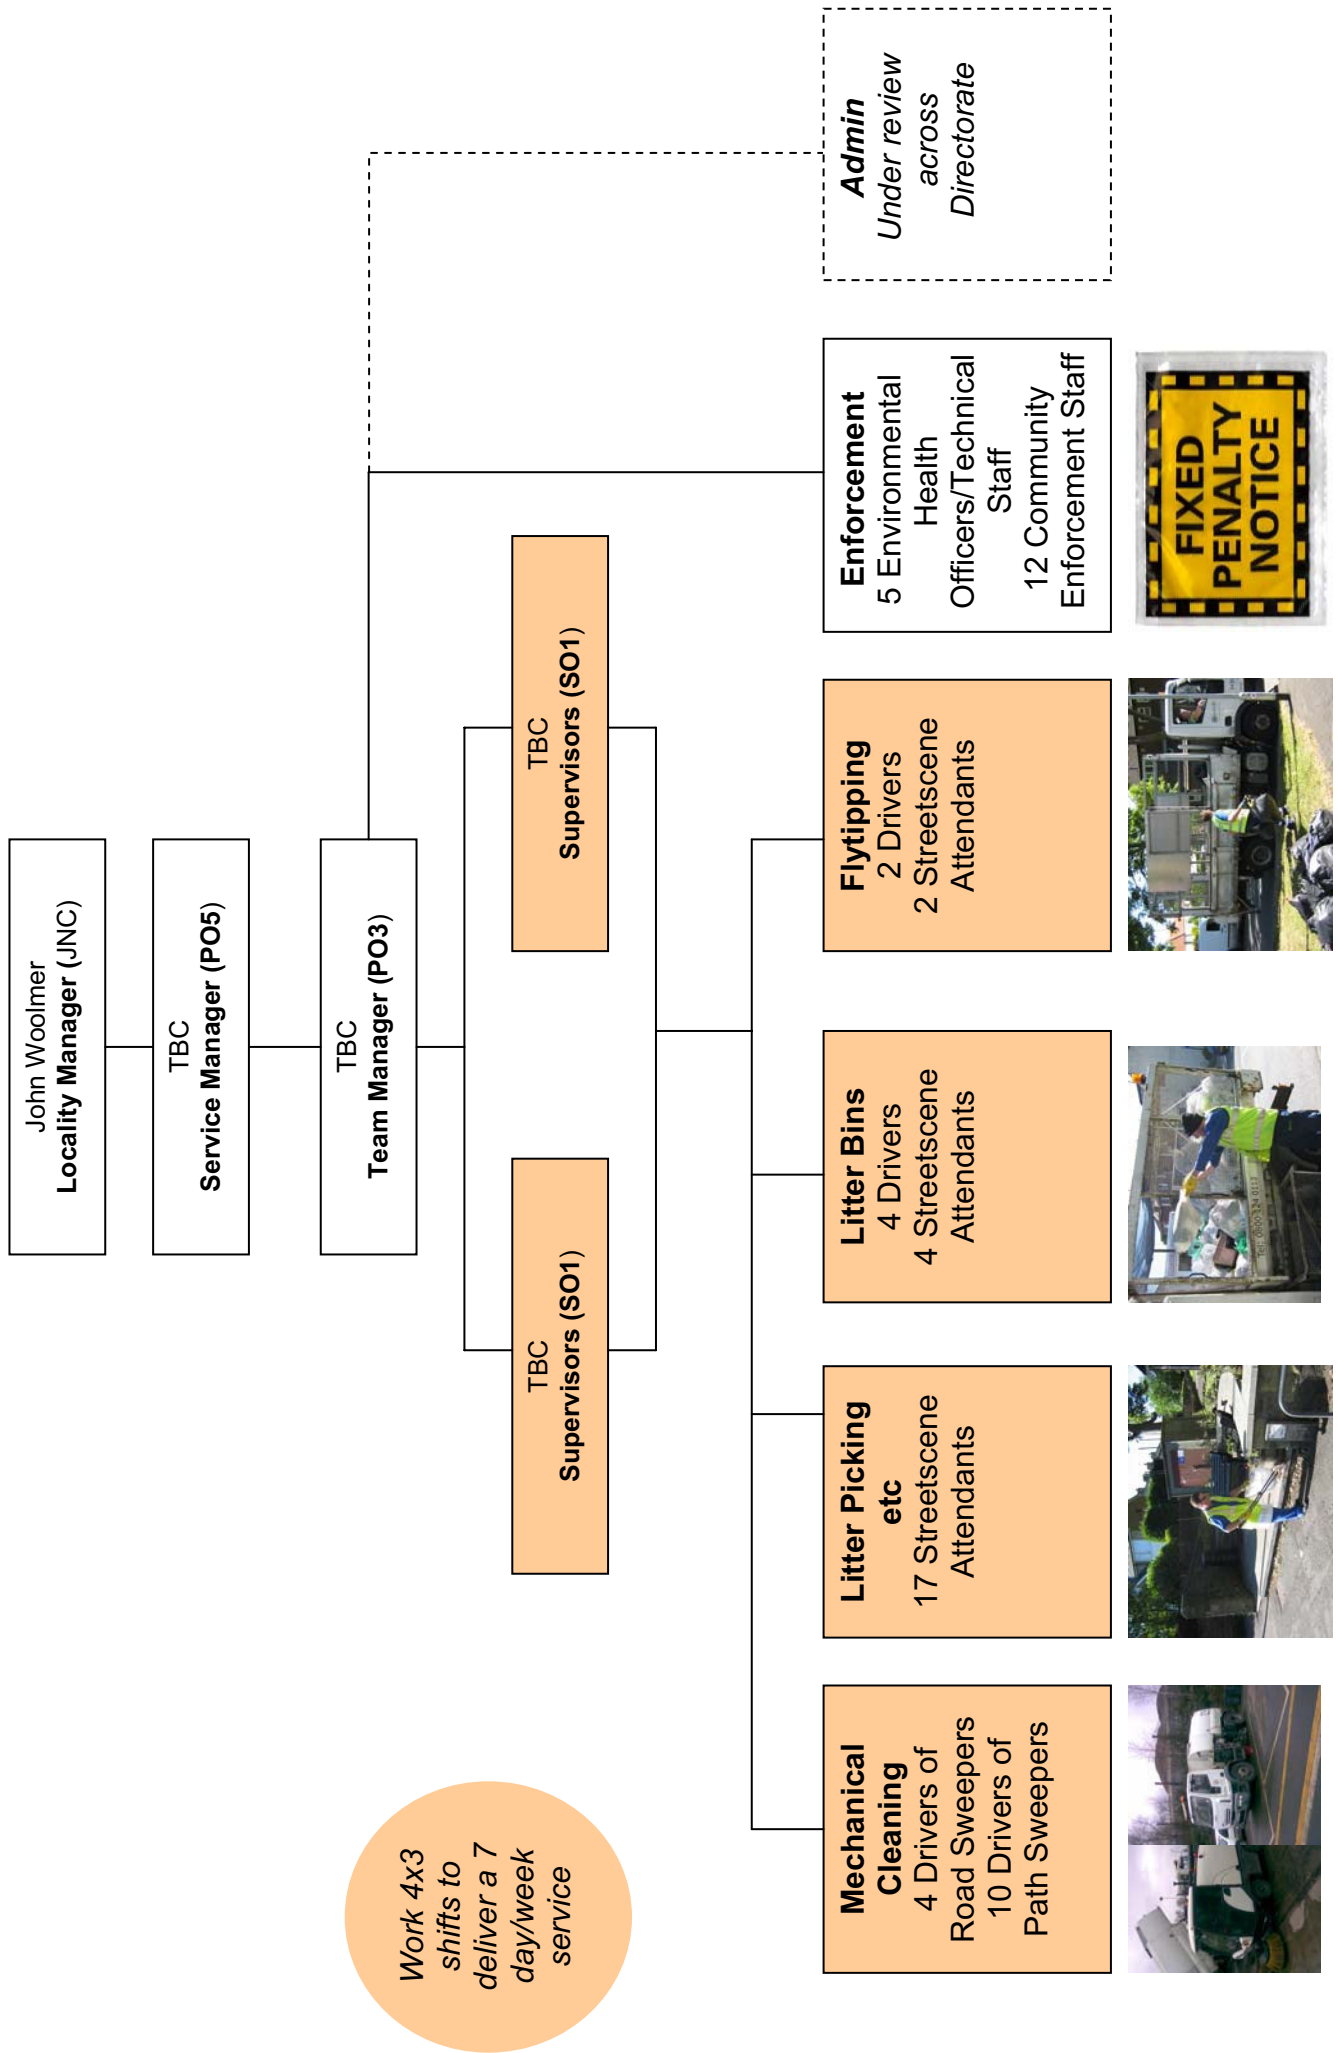 John Woolmer
Locality Manager (JNC)
TBC
Service Manager (PO5)
TBC
Team Manager (PO3)
TBC
Supervisors (SO1)
TBC
Supervisors (SO1)
Work 4x3
shifts to
deliver a 7
day/week
service
Mechanical
Cleaning
4 Drivers of
Road Sweepers
10 Drivers of
Path Sweepers
Litter Picking
etc
17 Streetscene
Attendants
Litter Bins
4 Drivers
4 Streetscene
Attendants
Flytipping
2 Drivers
2 Streetscene
Attendants
Enforcement
5 Environmental
Health
Officers/Technical
Staff
12 Community
Enforcement Staff
Admin
Under review
across
Directorate
FIXED
PENALTY
NOTICE